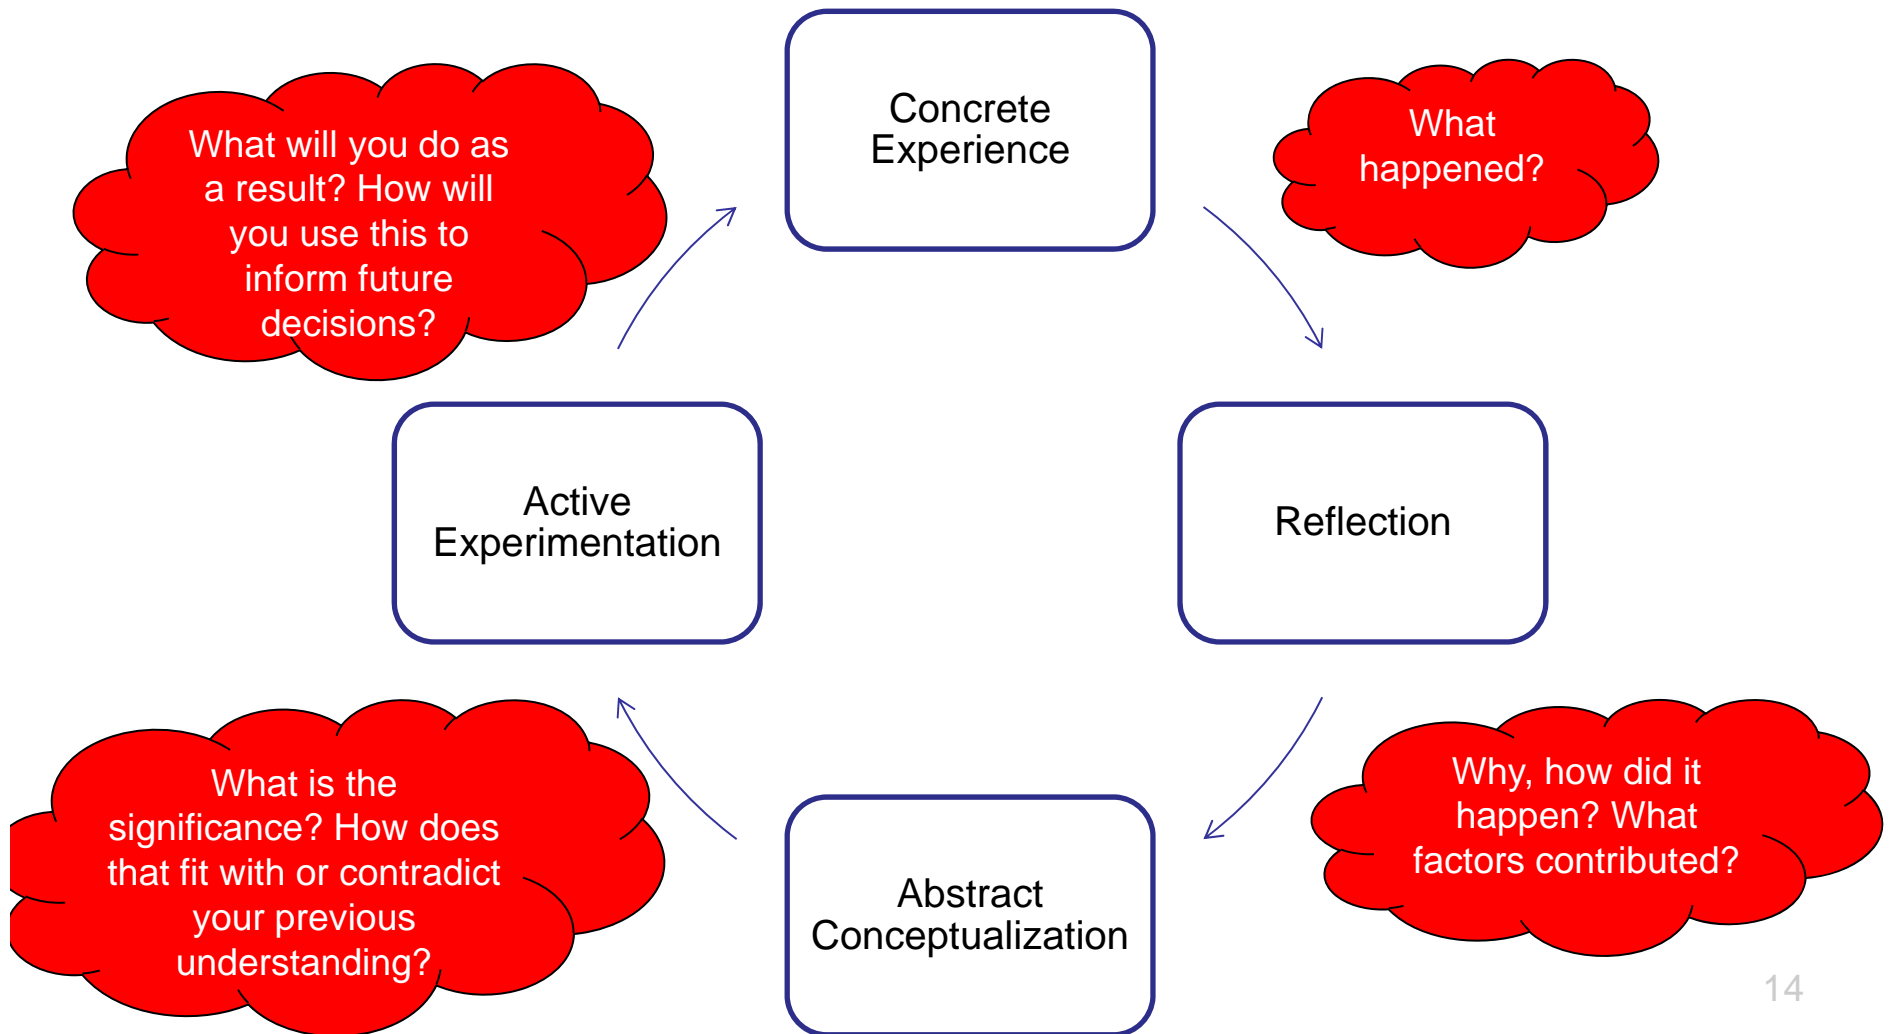 Concrete
Experience
What
happened?
What will you do as
a result? How will
you use this to
inform future
decisions?
Active
Experimentation
Reflection
What is the
significance? How does
that fit with or contradict
your previous
understanding?
Abstract
Conceptualization
Why, how did it
happen? What
factors contributed?
14